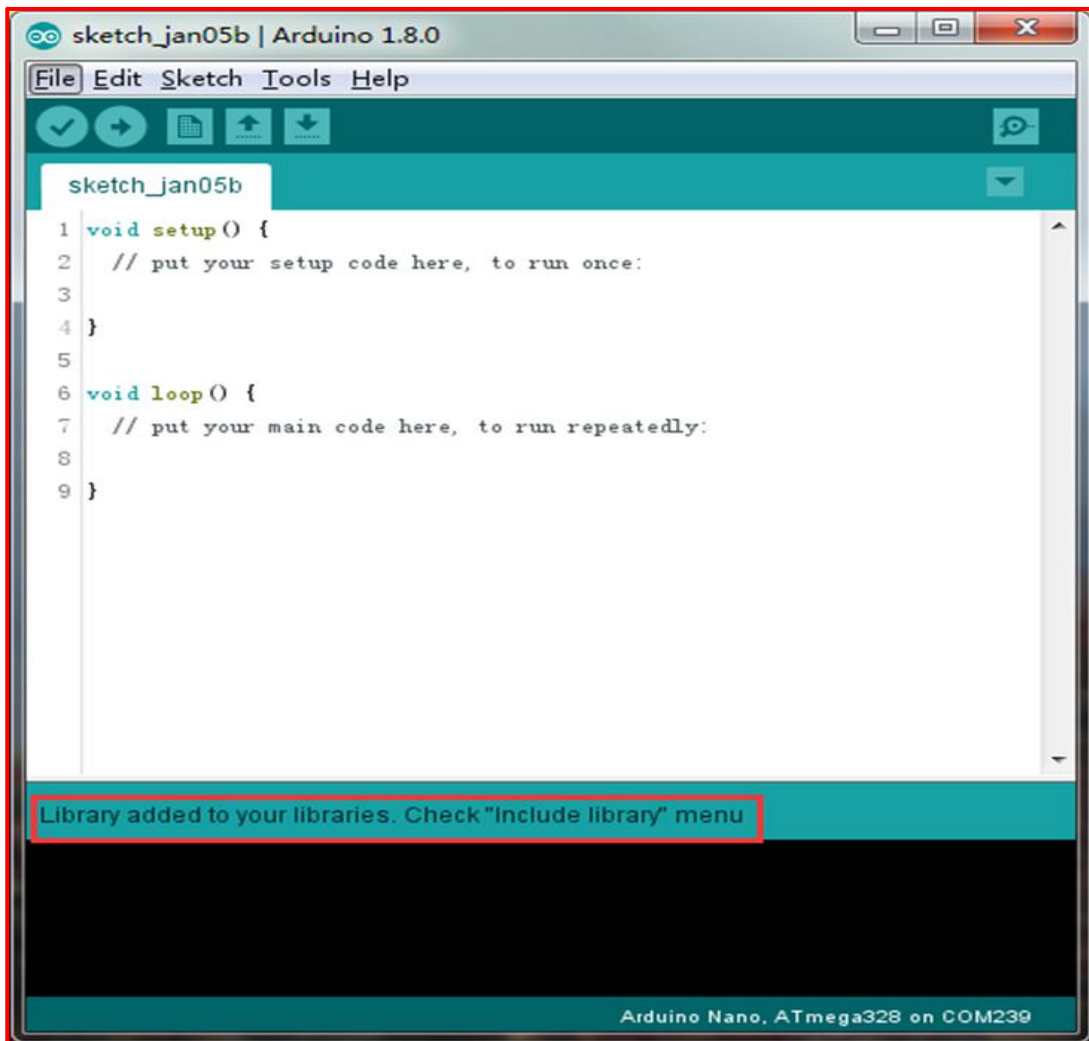 sketch_jan05b | Arduino 1.8.0
File Edit Sketch Tools Help
sketch_jan05b
1 void setup() {
2   // put your setup code here, to run once:
3
4 }
5
6 void loop() {
7   // put your main code here, to run repeatedly:
8
9 }
Library added to your libraries. Check "Include library" menu
Arduino Nano, ATmega328 on COM239